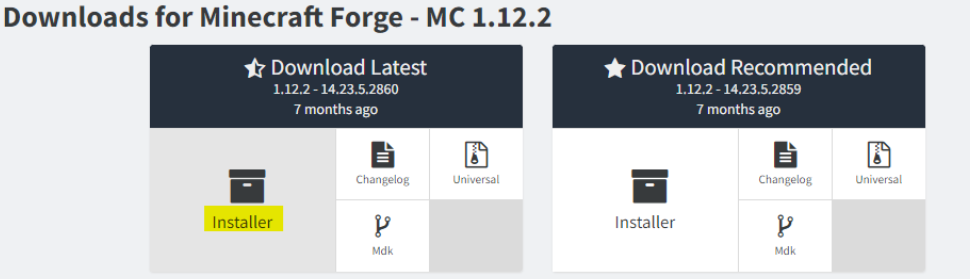 Downloads for Minecraft Forge - MC 1.12.2
Download Latest
1.12.2 - 14.23.5.2860
7 months ago
Installer
Changelog
Universal
Mdk
Download Recommended
1.12.2 - 14.23.5.2859
7 months ago
Installer
Changelog
Universal
Mdk